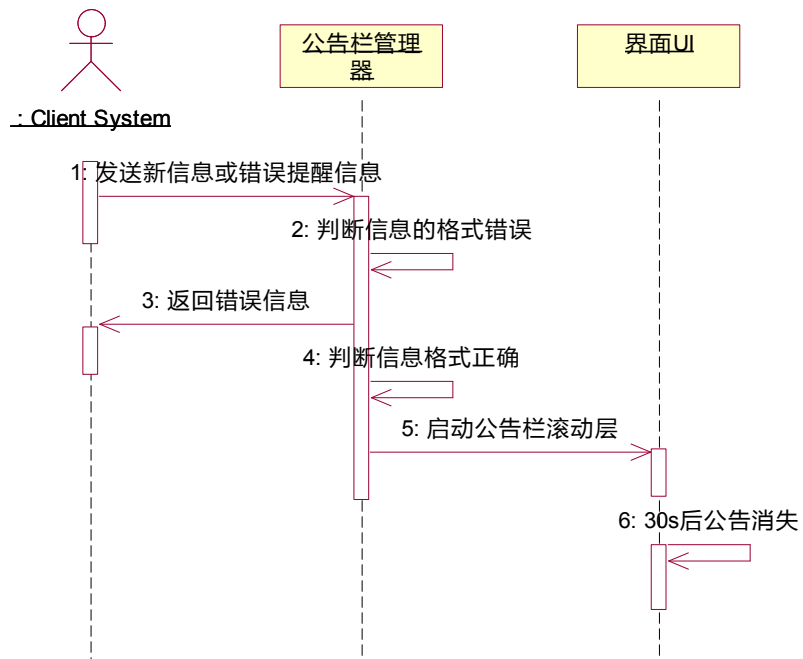 公告栏管理
器
界面UI
: Client System
1: 发送新信息或错误提醒信息
2: 判断信息的格式错误
3: 返回错误信息
4: 判断信息格式正确
5: 启动公告栏滚动层
6: 30s后公告消失